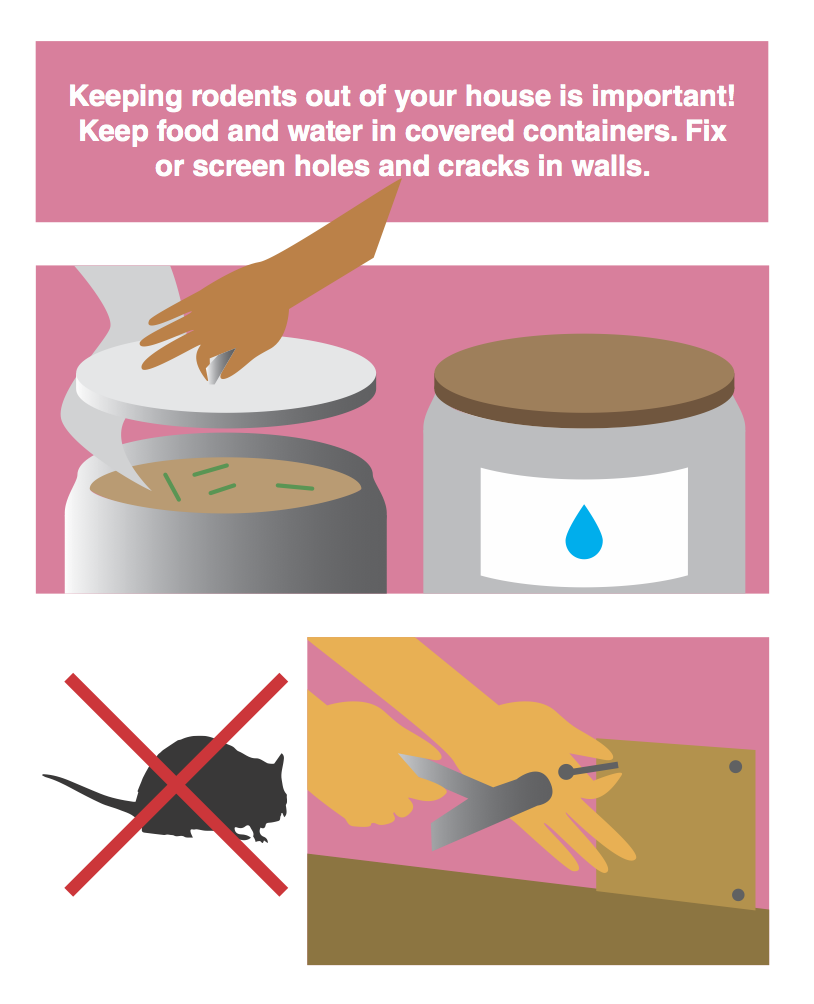 Keeping rodents out of your house is important!
Keep food and water in covered containers. Fix
or screen holes and cracks in walls.